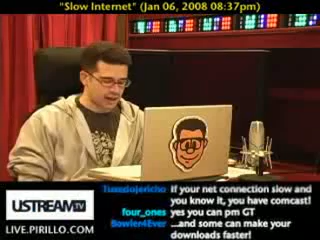 "Slow Internet" (Jan 06, 2008 08:37pm)
USTREAM TV
LIVE.PIRILLO.COM
Tuxedojericho If your net connection slow and
you know it, you have comcast!
four_ones yes you can pm GT
Bowler4Ever ...and some can make your
downloads faster!